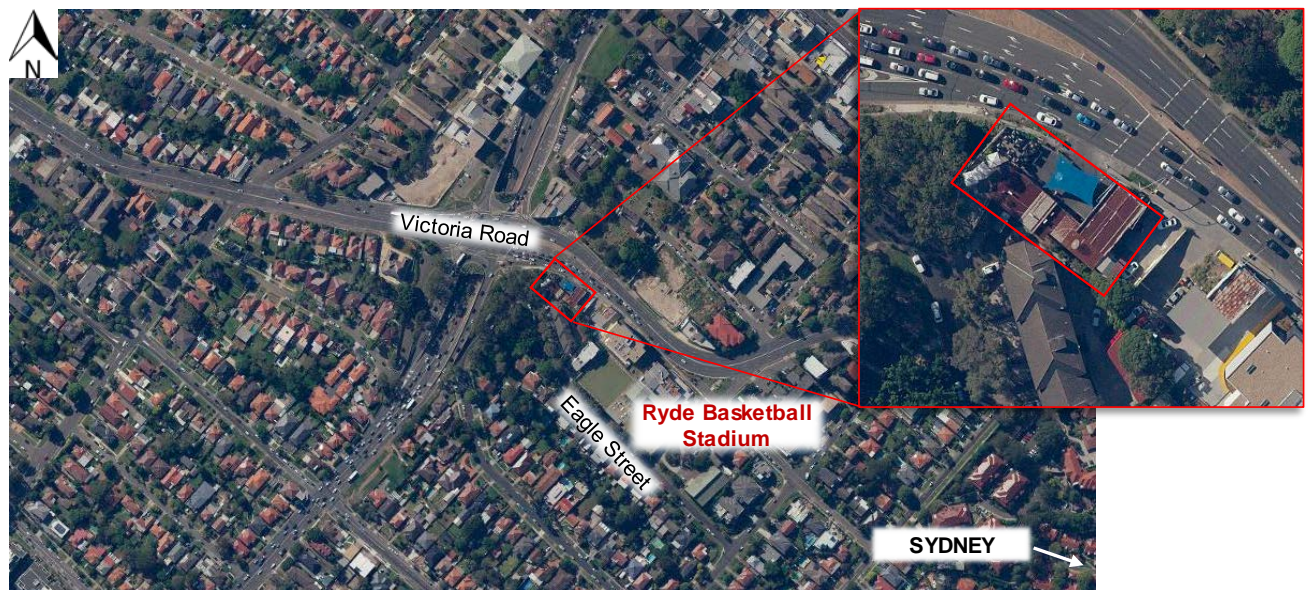 N
Victoria Road
Eagle Street
Ryde Basketball
Stadium
SYDNEY